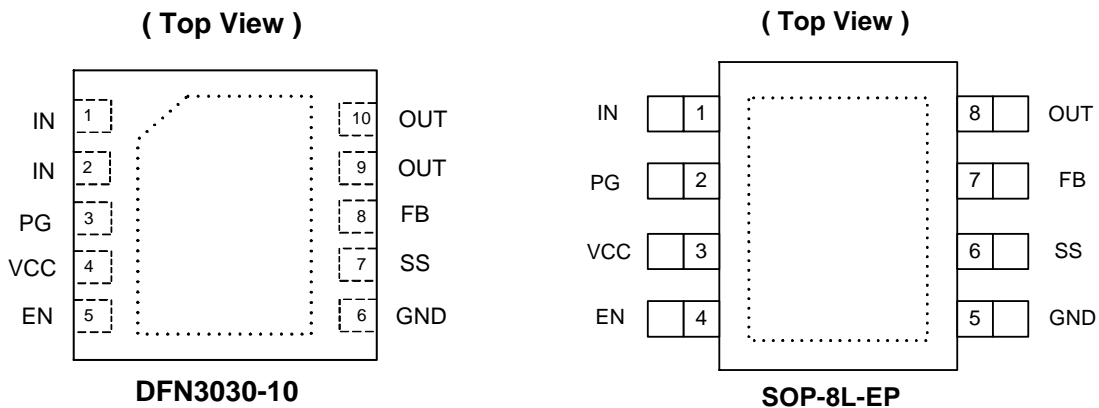 ( Top View )
IN 1 10 OUT
IN 2 9 OUT
PG 3 8 FB
VCC 4 7 SS
EN 5 6 GND
DFN3030-10
( Top View )
IN 1 8 OUT
PG 2 7 FB
VCC 3 6 SS
EN 4 5 GND
SOP-8L-EP